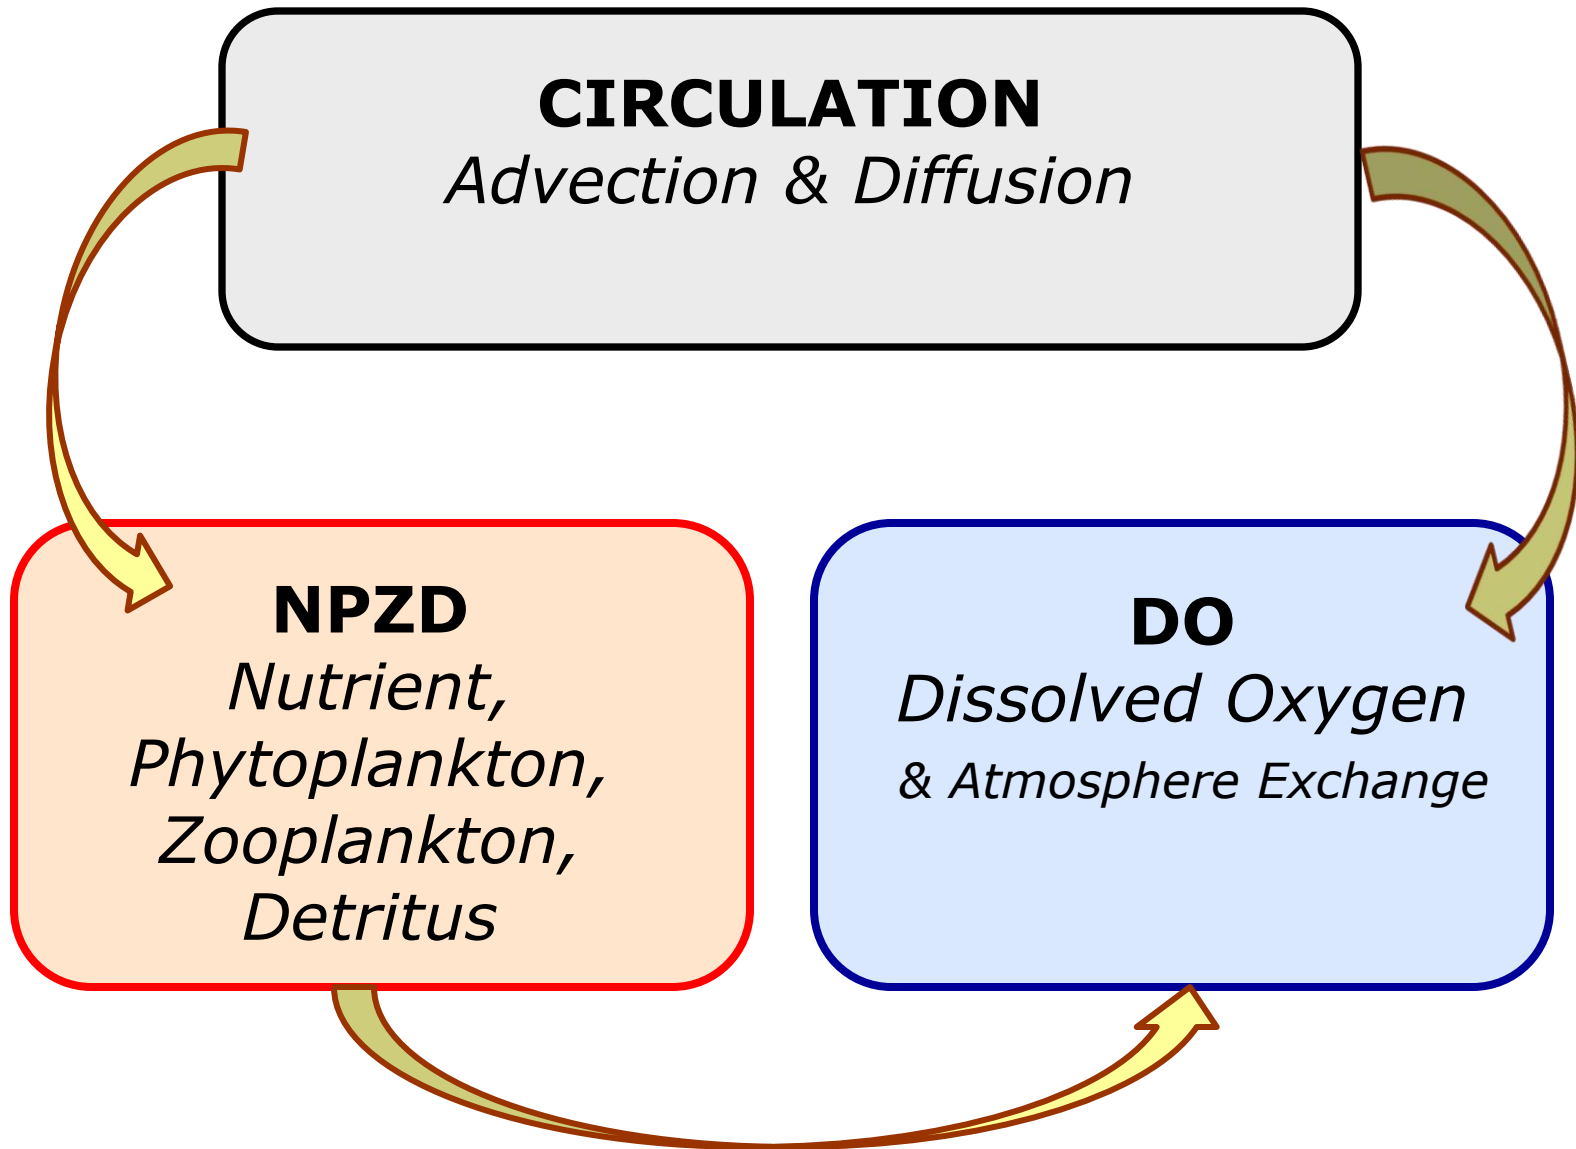 CIRCULATION
Advection & Diffusion
NPZD
Nutrient,
Phytoplankton,
Zooplankton,
Detritus
DO
Dissolved Oxygen
& Atmosphere Exchange